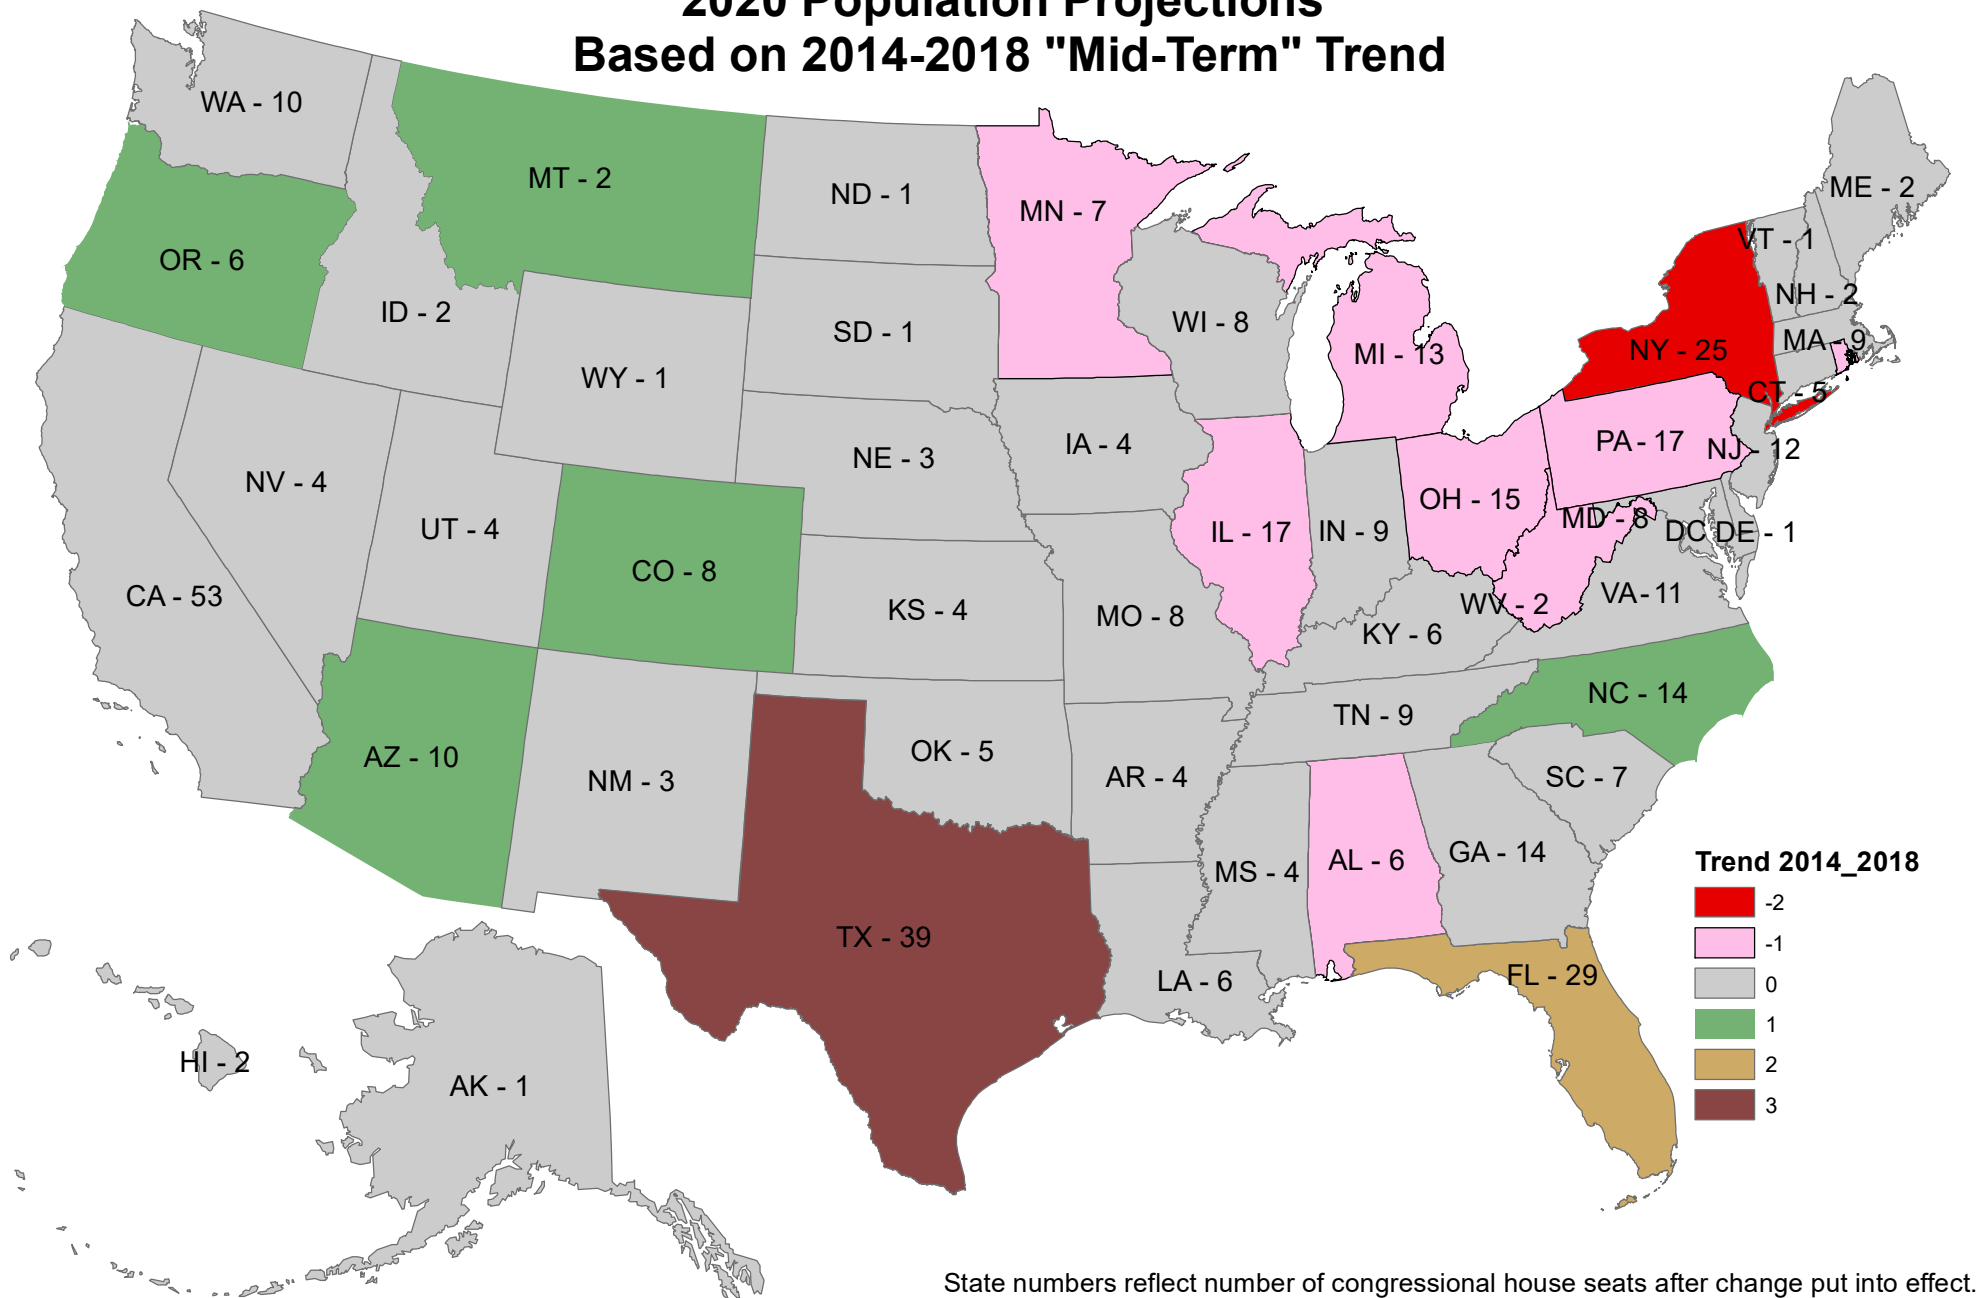 2020 Population Projections
Based on 2014-2018 "Mid-Term" Trend
WA - 10
MT - 2
ND - 1
MN - 7
ME - 2
OR - 6
VT - 1
ID - 2
NH - 2
SD - 1
WI - 8
MI - 13
NY - 25
MA - 9
WY - 1
CT - 5
NE - 3
IA - 4
PA - 17
NJ - 12
NV - 4
UT - 4
OH - 15
IL - 17
IN - 9
MD - 8
DC
DE - 1
CO - 8
CA - 53
KS - 4
MO - 8
WV - 2
VA - 11
KY - 6
NC - 14
TN - 9
AZ - 10
NM - 3
OK - 5
AR - 4
SC - 7
MS - 4
AL - 6
GA - 14
TX - 39
LA - 6
FL - 29
HI - 2
AK - 1
Trend 2014_2018
-2
-1
0
1
2
3
State numbers reflect number of congressional house seats after change put into effect.